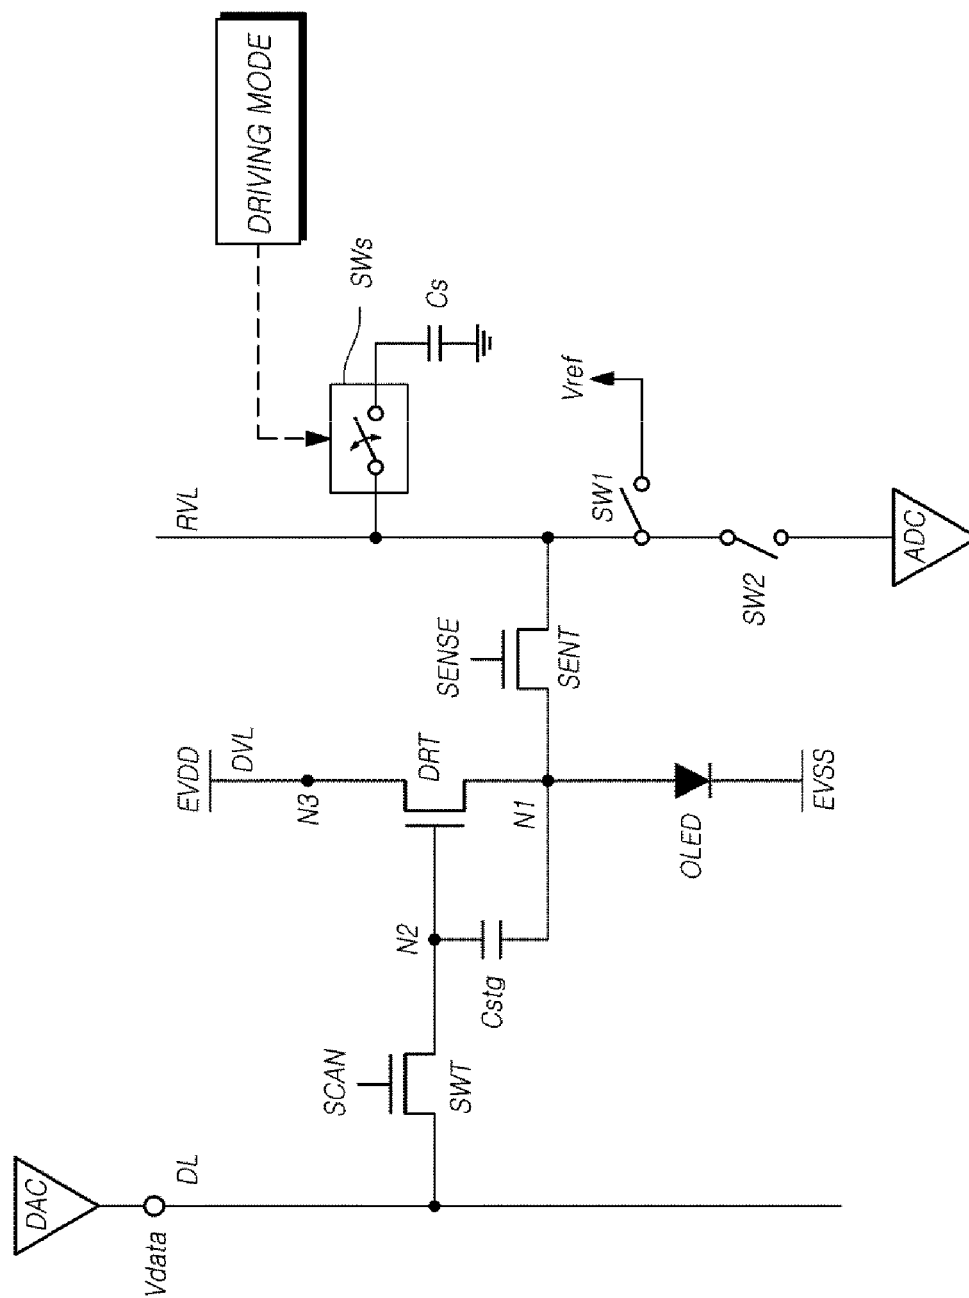 DRIVING MODE
SWs
Cs
Vref
RVL
SW1
SW2
ADC
SENSE
SENT
EVDD
DVL
N3
DRT
N1
OLED
EVSS
N2
Cstg
SCAN
SWT
DL
DAC
Vdata